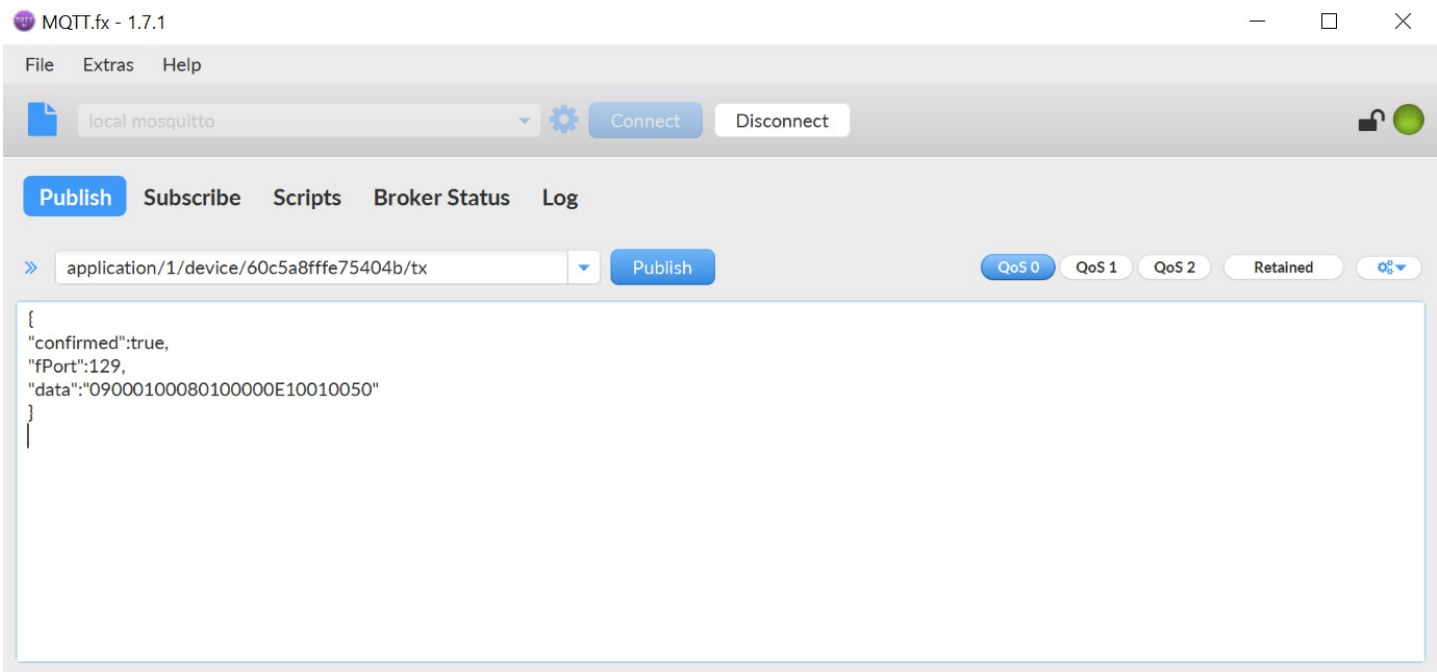 MQTT.fx - 1.7.1
File Extras Help
local mosquitto Connect Disconnect
Publish Subscribe Scripts Broker Status Log
application/1/device/60c5a8fffe75404b/tx Publish QoS 0 QoS 1 QoS 2 Retained
{
"confirmed":true,
"fPort":129,
"data":"09000100080100000E10010050"
}